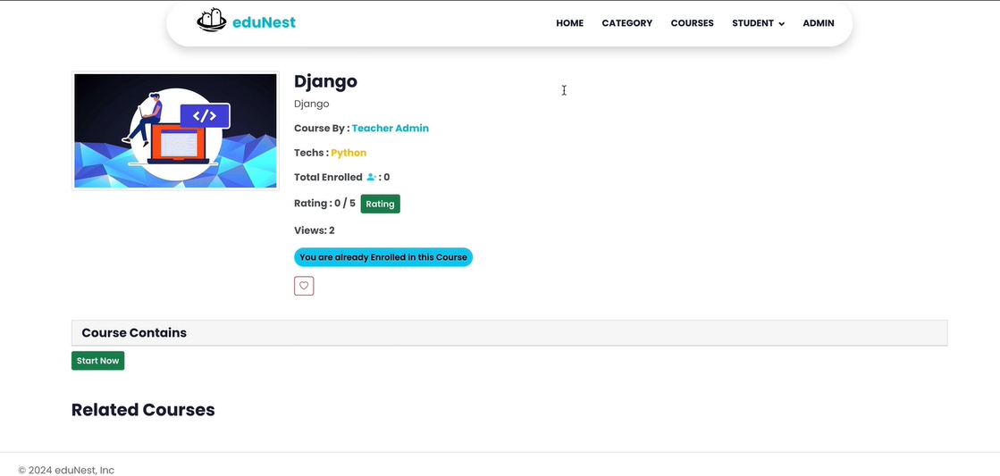 eduNest
HOME CATEGORY COURSES STUDENT ADMIN
</>
Django
Django
Course By : Teacher Admin
Techs : Python
Total Enrolled : 0
Rating : 0 / 5 Rating
Views: 2
You are already Enrolled in this Course
Course Contains
Start Now
Related Courses
© 2024 eduNest, Inc